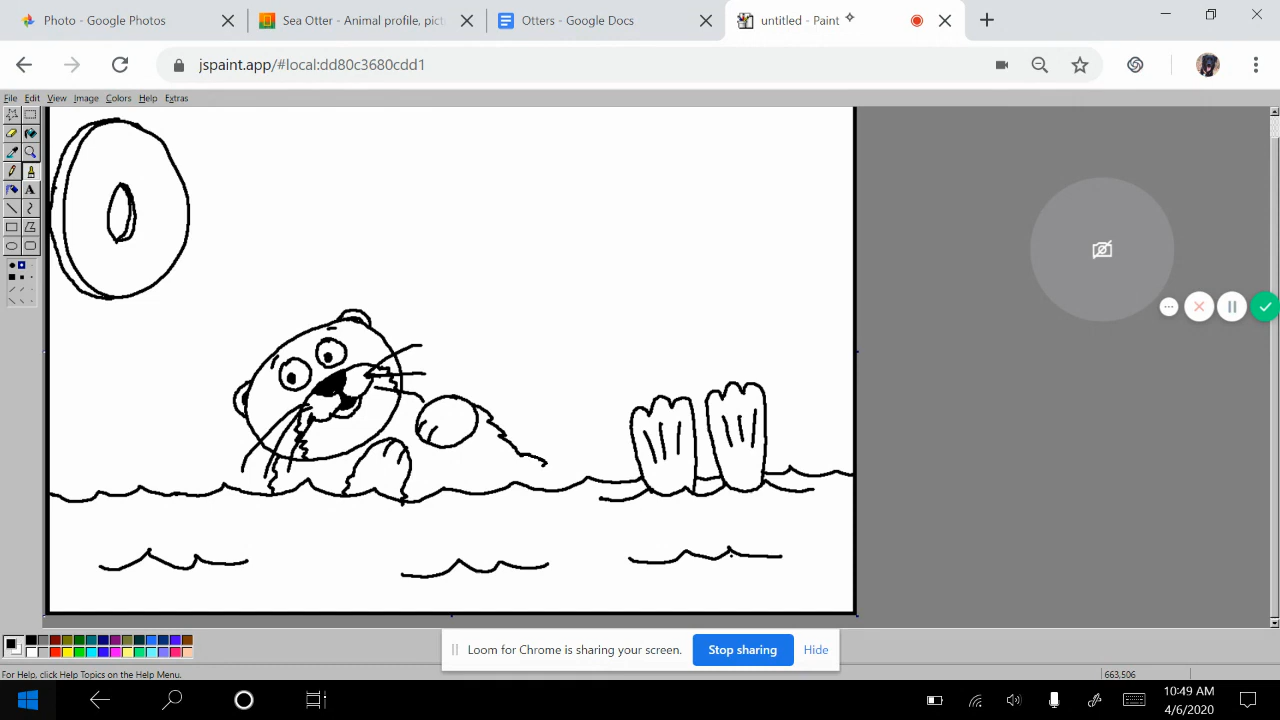 Photo - Google Photos
Sea Otter - Animal profile. pict
Otters - Google Docs
untitled - Paint
jspaint.app/#local:dd80c3680cdd1
File Edit View Image Colors Help Extras
O
Loom for Chrome is sharing your screen. Stop sharing Hide
For Help, click Help Topics on the Help Menu.
663,506
10:49 AM
4/6/2020